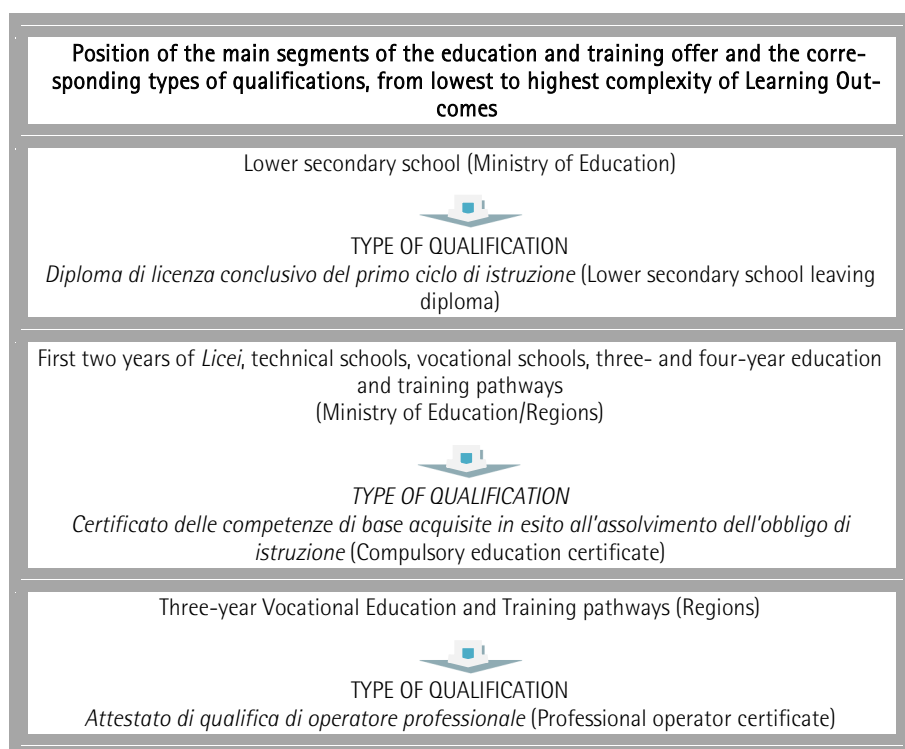 Position of the main segments of the education and training offer and the corre-
sponding types of qualifications, from lowest to highest complexity of Learning Out-
comes
Lower secondary school (Ministry of Education)
TYPE OF QUALIFICATION
Diploma di licenza conclusivo del primo ciclo di istruzione (Lower secondary school leaving
diploma)
First two years of Licei, technical schools, vocational schools, three- and four-year education
and training pathways
(Ministry of Education/Regions)
TYPE OF QUALIFICATION
Certificato delle competenze di base acquisite in esito all'assolvimento dell'obbligo di
istruzione (Compulsory education certificate)
Three-year Vocational Education and Training pathways (Regions)
TYPE OF QUALIFICATION
Attestato di qualifica di operatore professionale (Professional operator certificate)